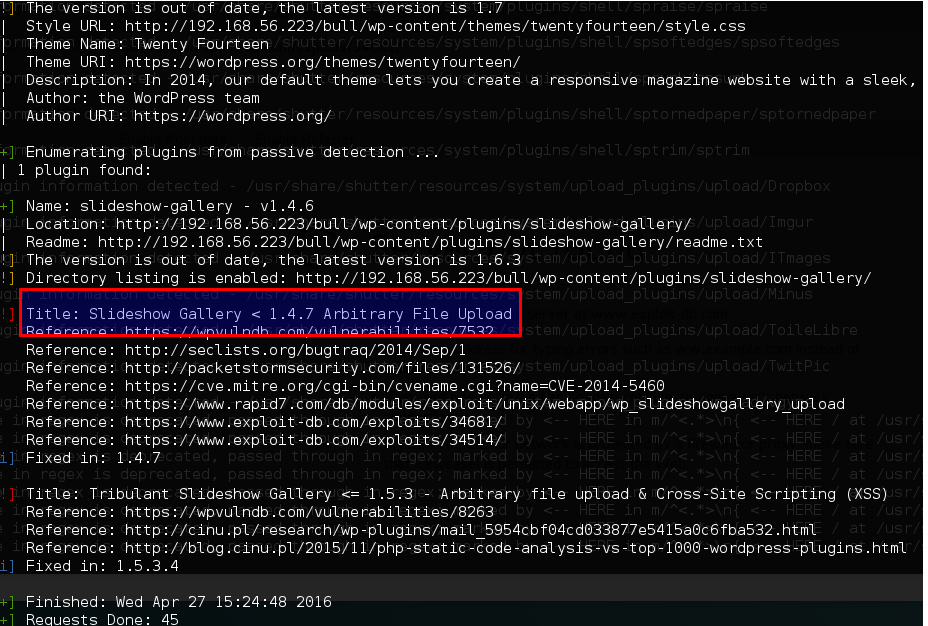 !] The version is out of date, the latest version is 1.7
|  Style URL: http://192.168.56.223/bull/wp-content/themes/twentyfourteen/style.css
|  Theme Name: Twenty Fourteen
|  Theme URI: https://wordpress.org/themes/twentyfourteen/
|  Description: In 2014, our default theme lets you create a responsive magazine website with a sleek,
|  Author: the WordPress team
|  Author URI: https://wordpress.org/
+] Enumerating plugins from passive detection ...
| 1 plugin found:
+] Name: slideshow-gallery - v1.4.6
|  Location: http://192.168.56.223/bull/wp-content/plugins/slideshow-gallery/
|  Readme: http://192.168.56.223/bull/wp-content/plugins/slideshow-gallery/readme.txt
!] The version is out of date, the latest version is 1.6.3
!] Directory listing is enabled: http://192.168.56.223/bull/wp-content/plugins/slideshow-gallery/
!] Title: Slideshow Gallery < 1.4.7 Arbitrary File Upload
Reference: https://wpvulndb.com/vulnerabilities/7532
Reference: http://seclists.org/bugtraq/2014/Sep/1
Reference: http://packetstormsecurity.com/files/131526/
Reference: https://cve.mitre.org/cgi-bin/cvename.cgi?name=CVE-2014-5460
Reference: https://www.rapid7.com/db/modules/exploit/unix/webapp/wp_slideshowgallery_upload
Reference: https://www.exploit-db.com/exploits/34681/
Reference: https://www.exploit-db.com/exploits/34514/
i] Fixed in: 1.4.7
!] Title: Tribulant Slideshow Gallery <= 1.5.3 - Arbitrary file upload & Cross-Site Scripting (XSS)
Reference: https://wpvulndb.com/vulnerabilities/8263
Reference: http://cinu.pl/research/wp-plugins/mail_5954cbf04cd033877e5415a0c6fba532.html
Reference: http://blog.cinu.pl/2015/11/php-static-code-analysis-vs-top-1000-wordpress-plugins.html
i] Fixed in: 1.5.3.4
+] Finished: Wed Apr 27 15:24:48 2016
+] Requests Done: 45